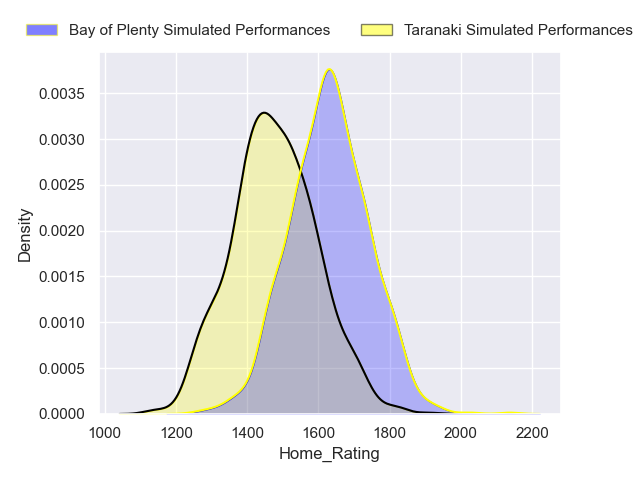 Bay of Plenty Simulated Performances
Taranaki Simulated Performances
Density
0.0035
0.0030
0.0025
0.0020
0.0015
0.0010
0.0005
0.0000
1000 1200 1400 1600 1800 2000 2200
Home_Rating